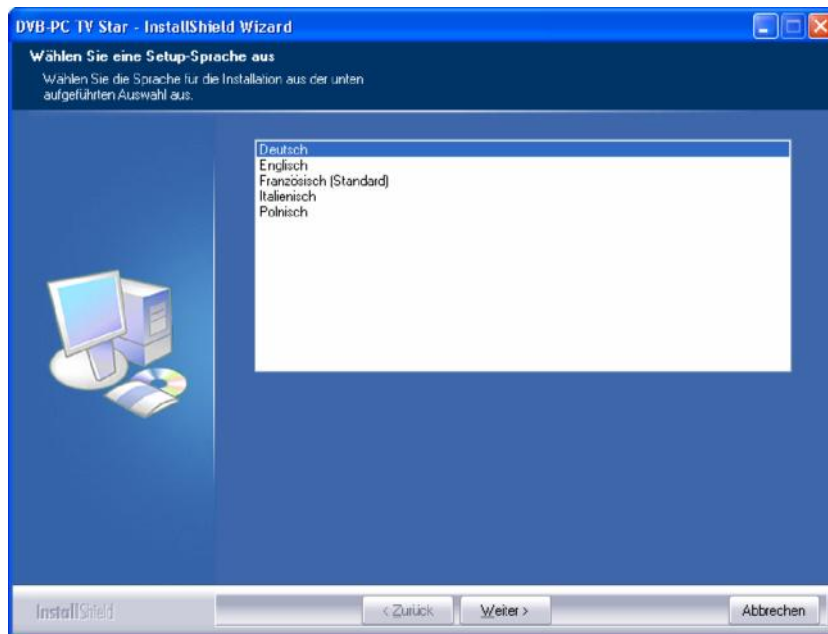 DVB-PC TV Star - InstallShield Wizard
Wählen Sie eine Setup-Sprache aus
Wählen Sie die Sprache für die Installation aus der unten
aufgeführten Auswahl aus.
Deutsch
Englisch
Französisch (Standard)
Italienisch
Polnisch
InstallShield
< Zurück
Weiter >
Abbrechen